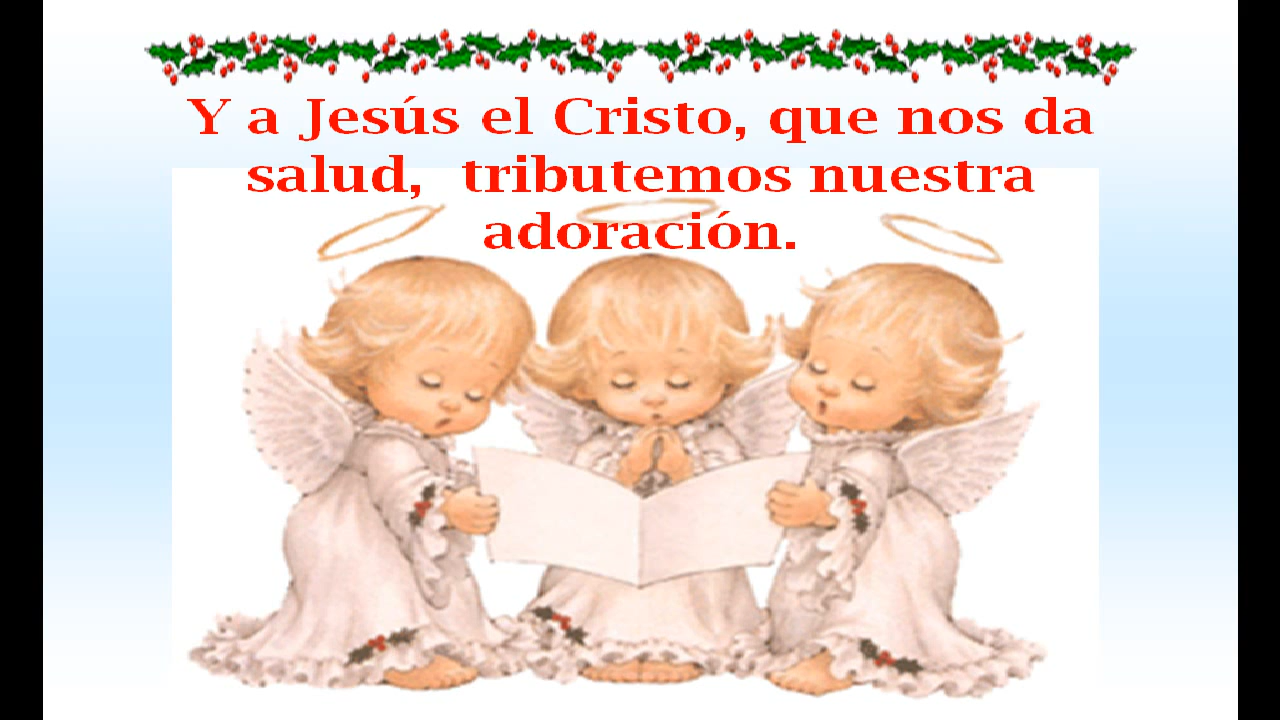 Y a Jesús el Cristo, que nos da
salud, tributemos nuestra
adoración.